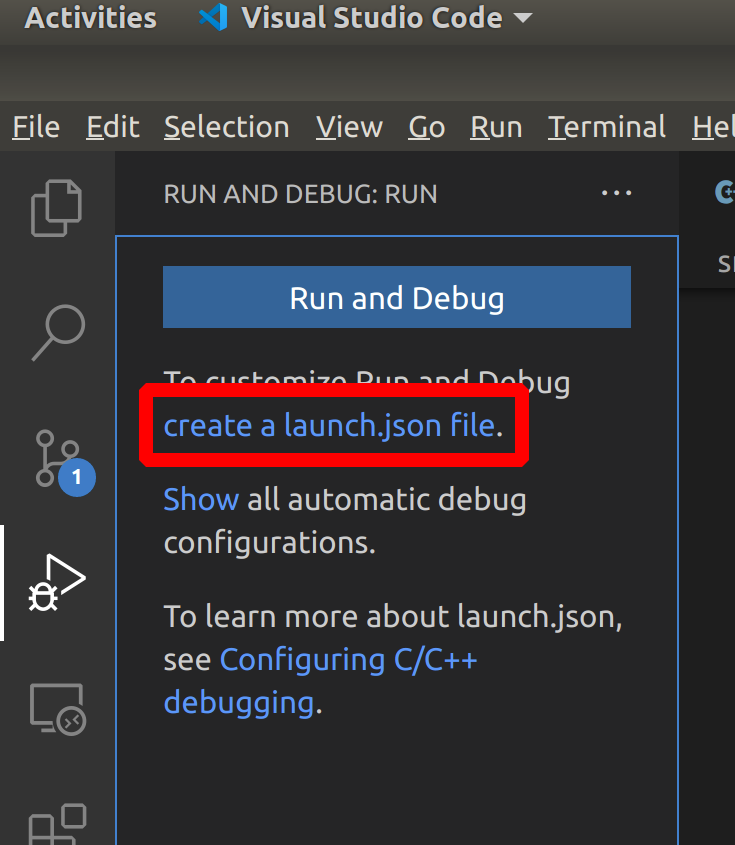 Activities Visual Studio Code
File Edit Selection View Go Run Terminal Hel
RUN AND DEBUG: RUN ...
Run and Debug
To customize Run and Debug
create a launch.json file.
Show all automatic debug
configurations.
1
To learn more about launch.json,
see Configuring C/C++
debugging.